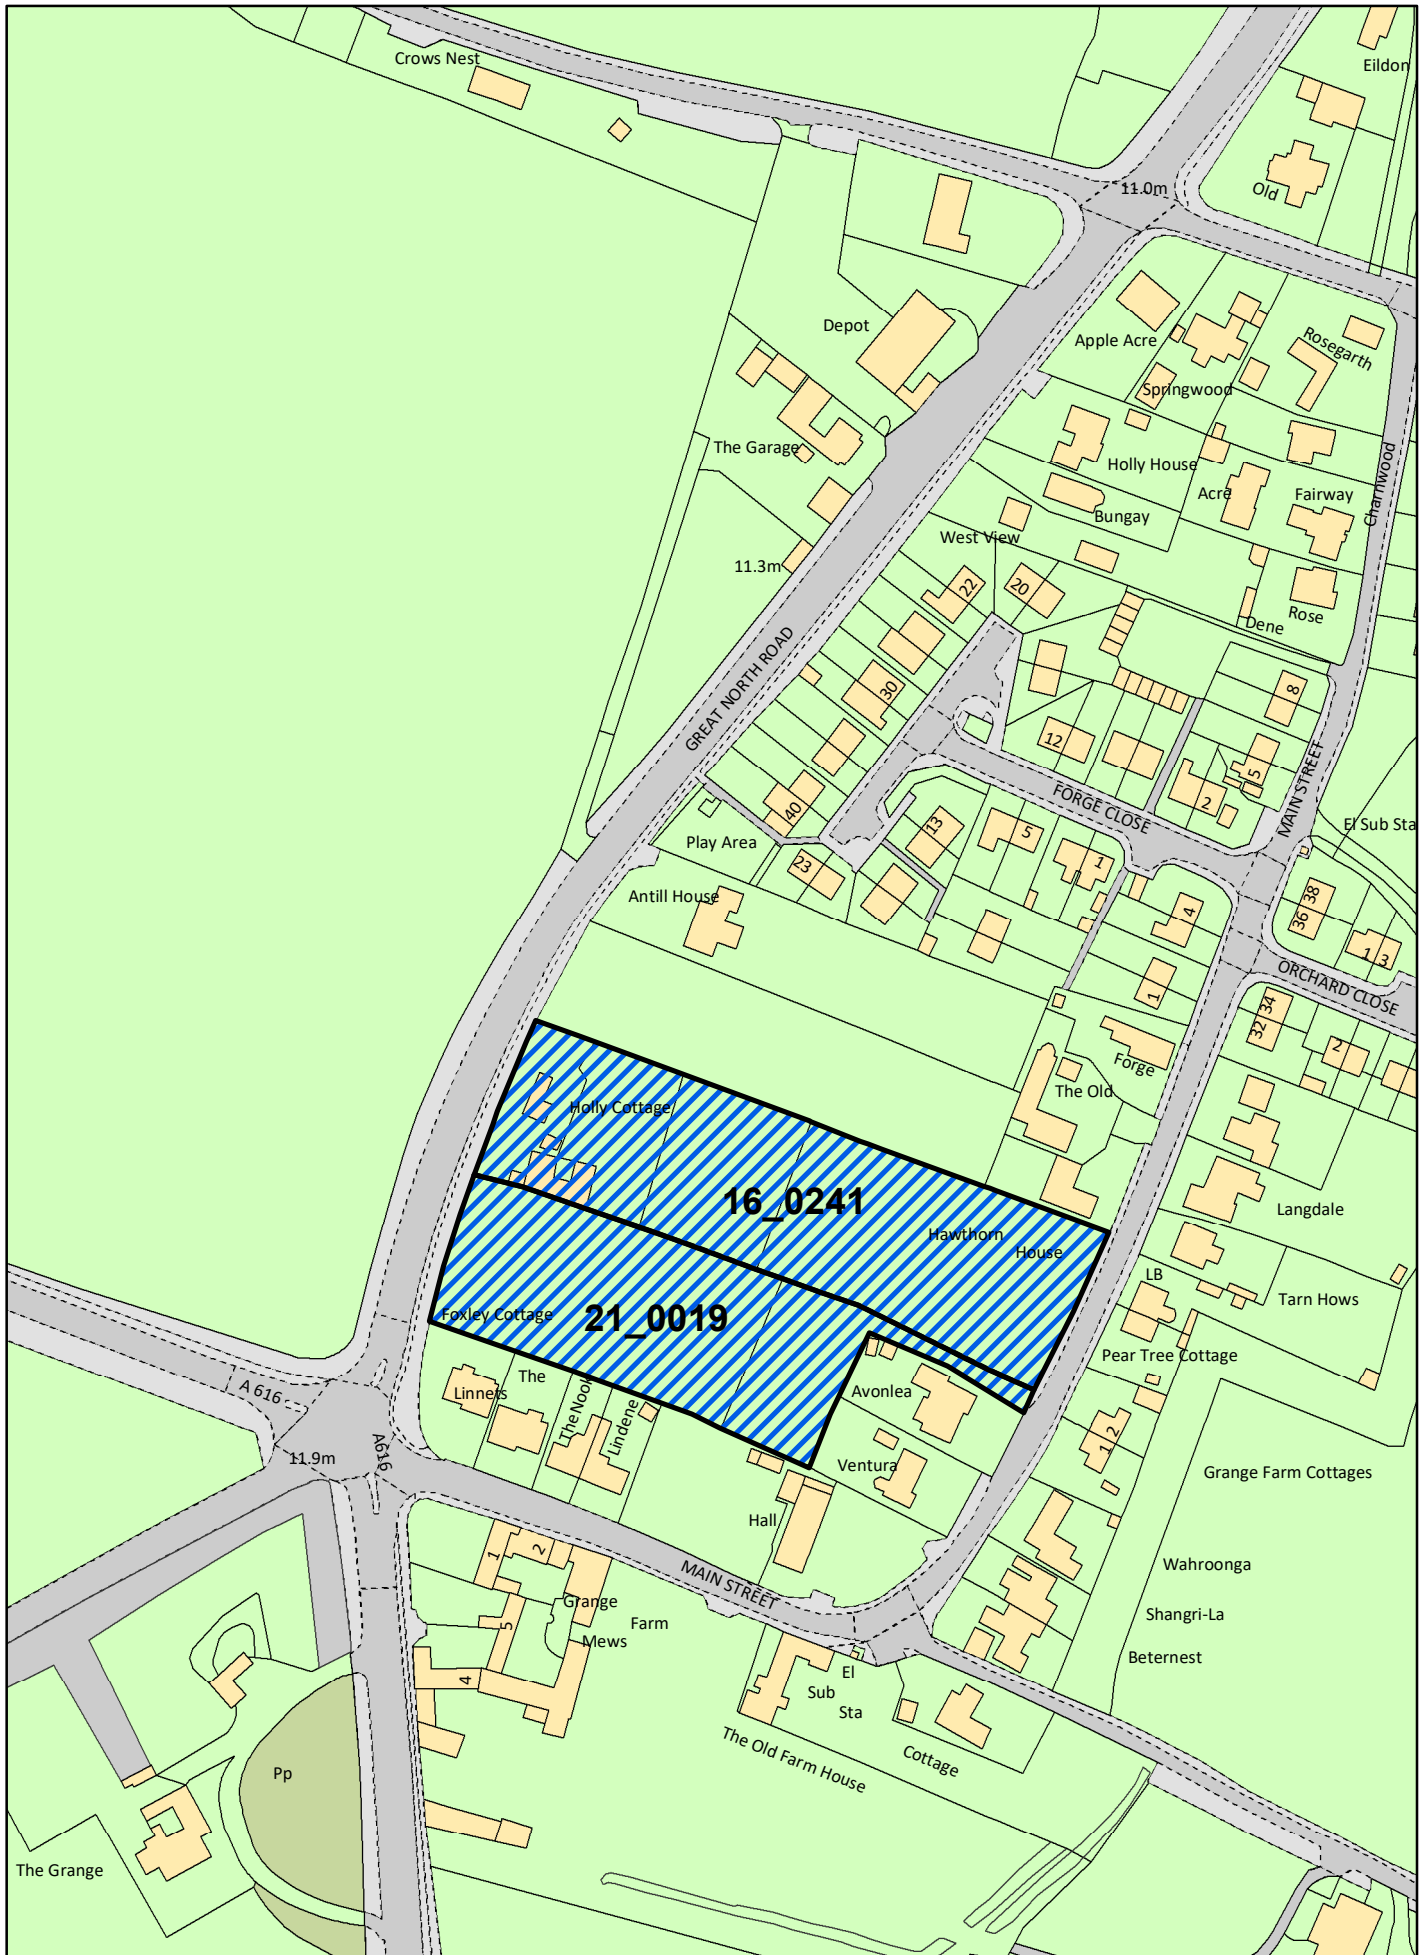 Crows Nest
Eildon
11.0m
Old
Depot
Apple Acre
Rosegarth
Springwood
The Garage
Holly House
Acre
Fairway
Charnwood
Bungay
West View
11.3m
22
20
Rose
Dene
GREAT NORTH ROAD
30
8
12
5
MAIN STREET
2
FORGE CLOSE
40
13
5
1
El Sub Sta
Play Area
23
Antill House
4
36 38
1 3
ORCHARD CLOSE
1
32 34
2
Forge
The Old
Holly Cottage
16_0241
Hawthorn
House
Langdale
LB
Tarn Hows
Foxley Cottage
21_0019
Pear Tree Cottage
The
Linnets
The Nook
Lindene
Avonlea
A 616
A616
11.9m
1 2
Ventura
Grange Farm Cottages
Hall
1
2
Wahroonga
MAIN STREET
Grange
Farm
Mews
5
Shangri-La
Beternest
4
El
Sub
Sta
The Old Farm House
Cottage
Pp
The Grange